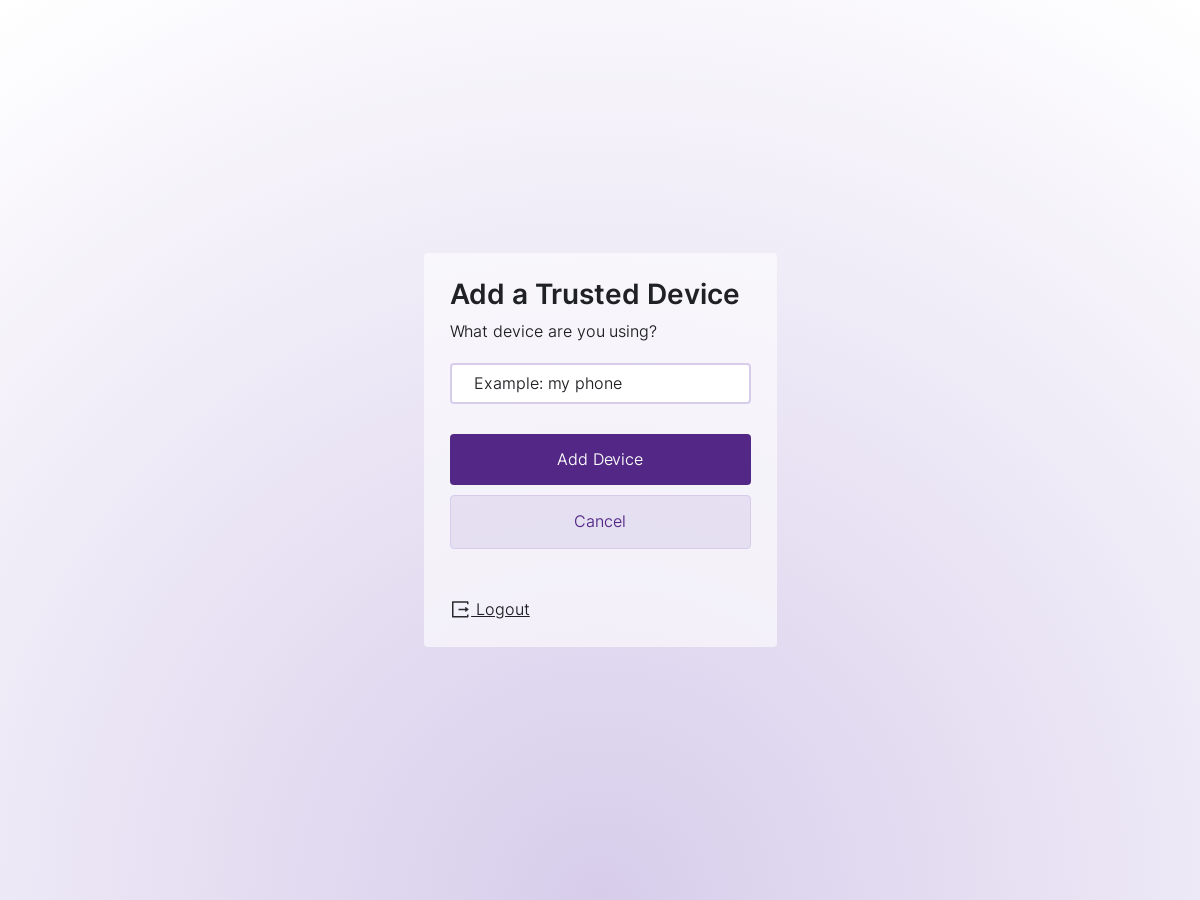 Add a Trusted Device
What device are you using?
Example: my phone
Add Device
Cancel
Logout